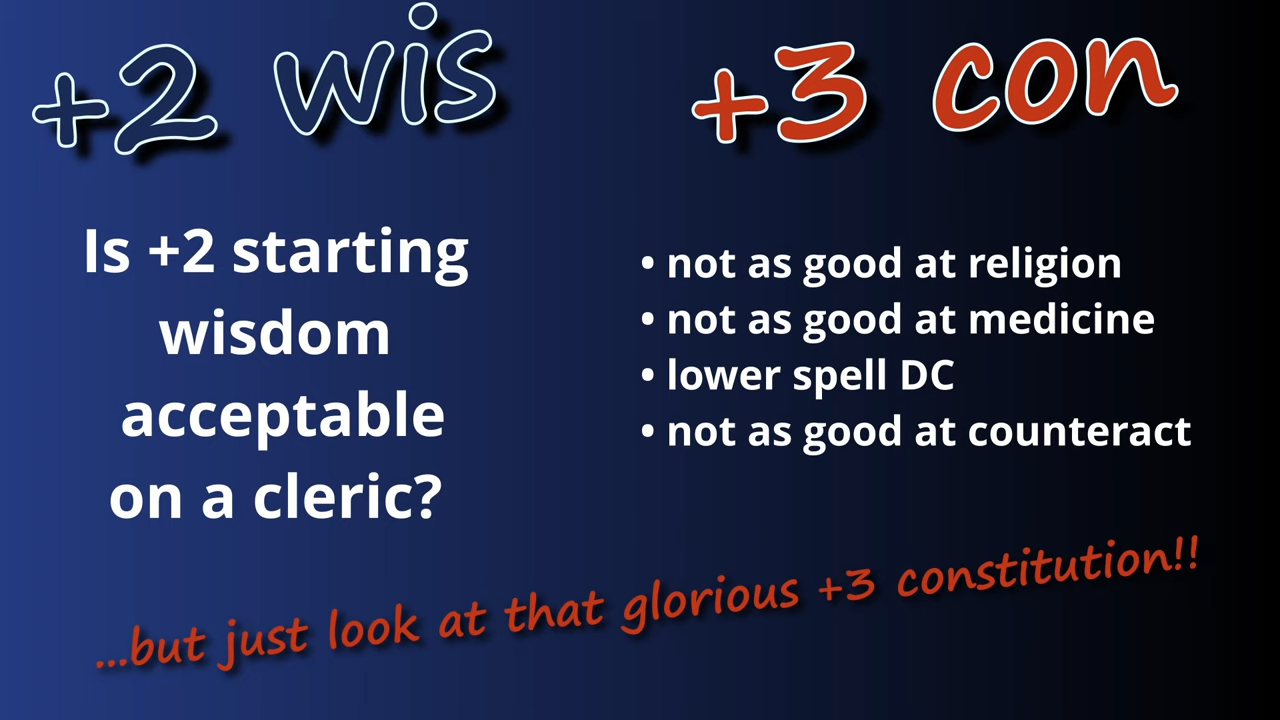 +2 wis
+3 con
Is +2 starting
wisdom
acceptable
on a cleric?
• not as good at religion
• not as good at medicine
• lower spell DC
• not as good at counteract
...but just look at that glorious +3 constitution!!